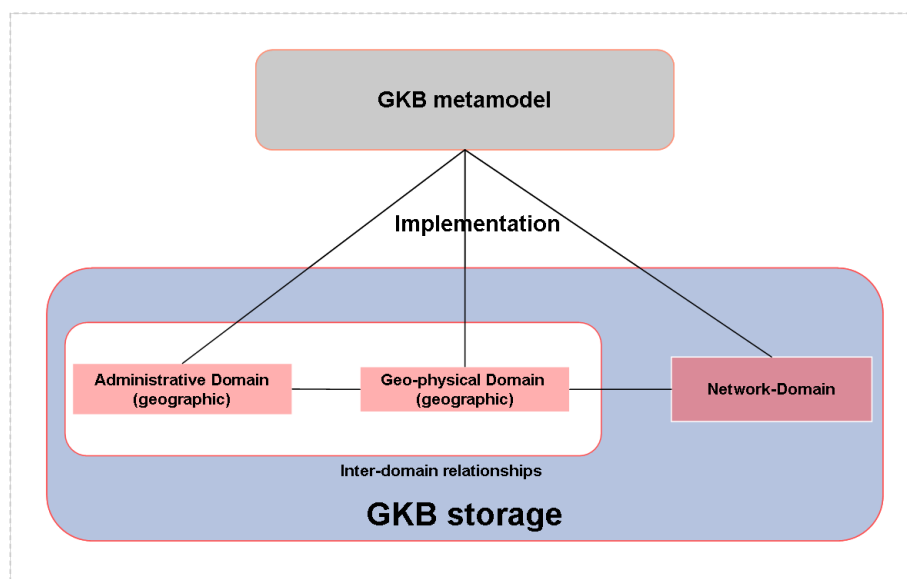 GKB metamodel
Implementation
Administrative Domain
(geographic)
Geo-physical Domain
(geographic)
Network-Domain
Inter-domain relationships
GKB storage